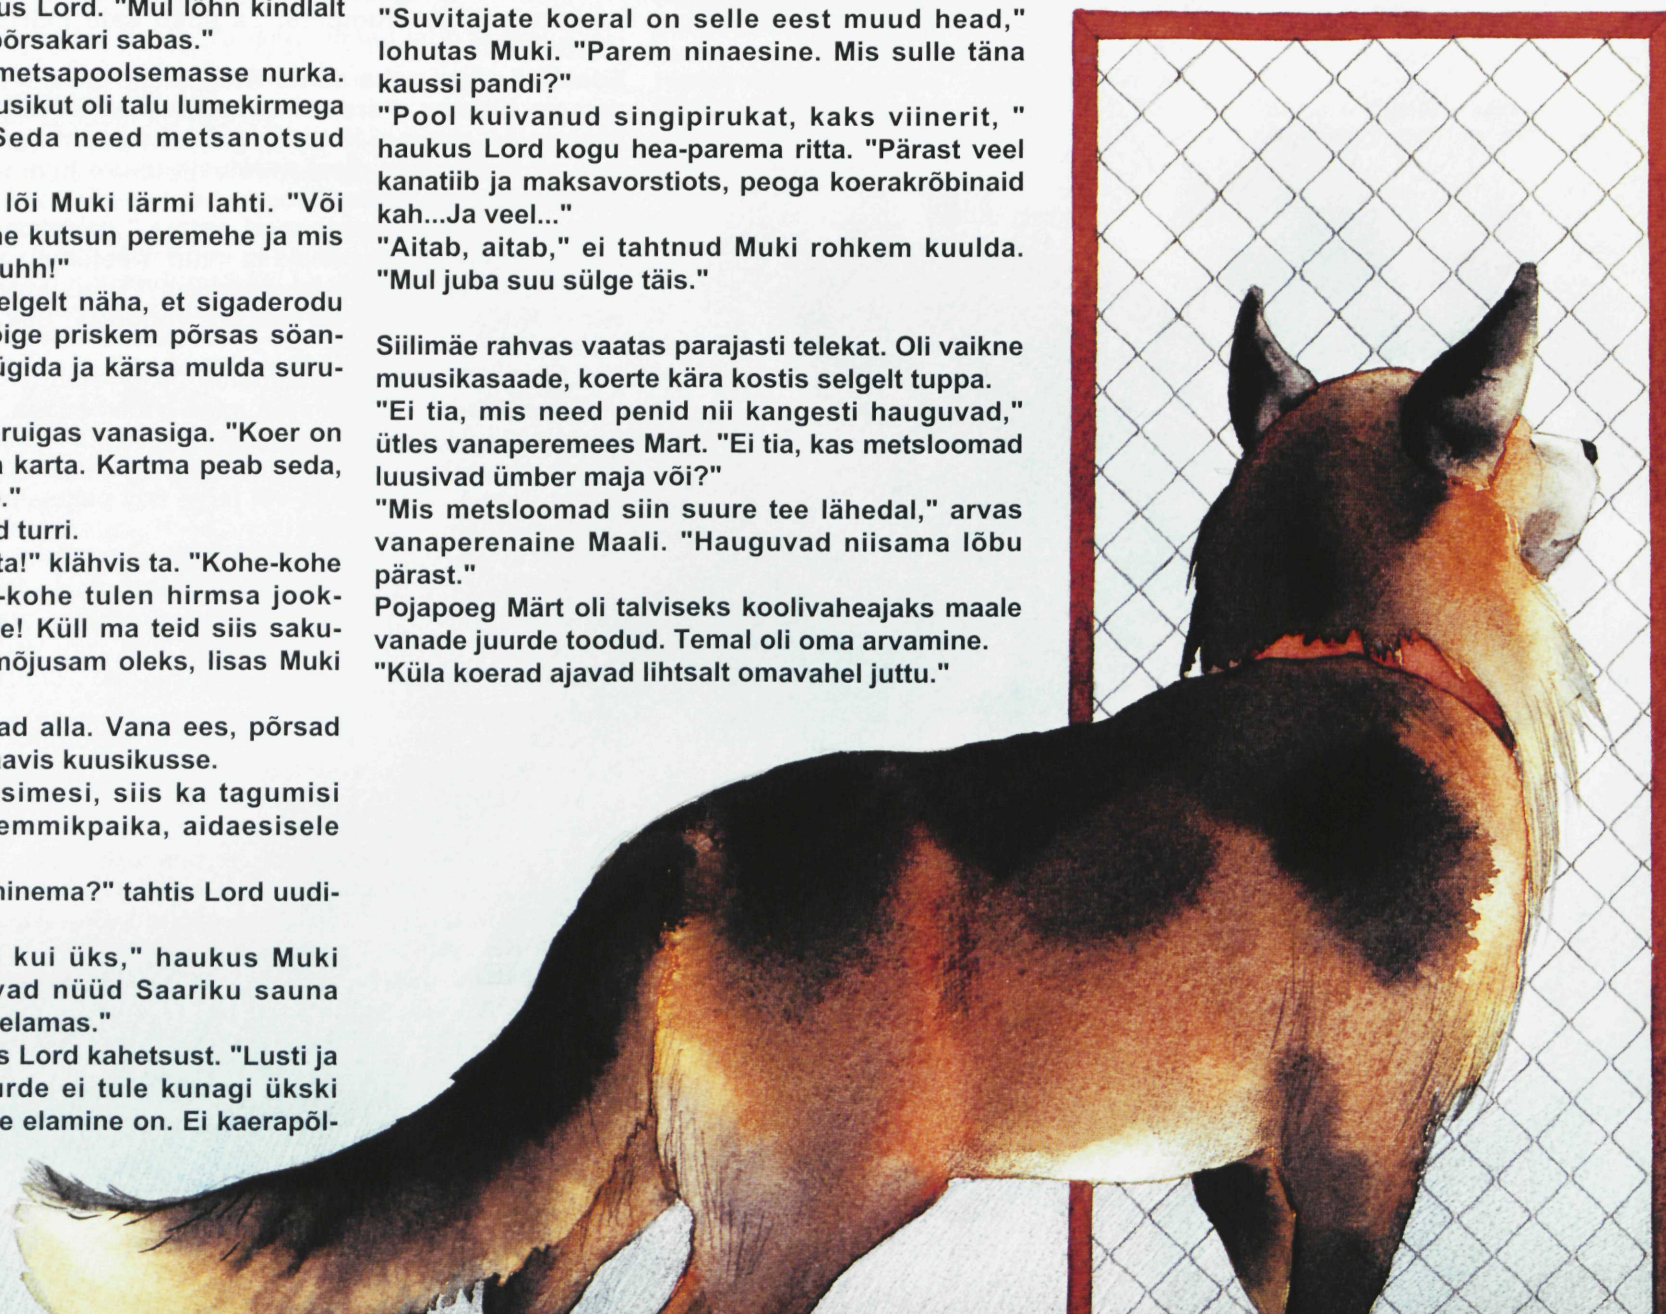 us Lord. "Mul lõhn kindlalt
põrsakari sabas."
metsapoolsemasse nurka.
usikut oli talu lumekirmega
Seda need metsanotsud
lõi Muki lärmi lahti. "Või
ne kutsun peremehe ja mis
uhh!"
elgelt näha, et sigaderodu
õige priskem põrsas söan-
ügida ja kärsa mulda suru-
ruigas vanasiga. "Koer on
karta. Kartma peab seda,
."
d turri.
ta!" klähvis ta. "Kohe-kohe
-kohe tulen hirmsa jook-
e! Küll ma teid siis saku-
mõjusam oleks, lisas Muki
ad alla. Vana ees, põrsad
avis kuusikusse.
simesi, siis ka tagumisi
emmikpaika, aidaesisele
minema?" tahtis Lord uudi-
kui üks," haukus Muki
vad nüüd Saariku sauna
elamas."
s Lord kahetsust. "Lusti ja
urde ei tule kunagi ükski
e elamine on. Ei kaerapõl-
"Suvitajate koeral on selle eest muud head,"
lohutas Muki. "Parem ninaesine. Mis sulle täna
kaussi pandi?"
"Pool kuivanud singipirukat, kaks viinerit, "
haukus Lord kogu hea-parema ritta. "Pärast veel
kanatiib ja maksavorstiots, peoga koerakrõbinaid
kah...Ja veel..."
"Aitab, aitab," ei tahtnud Muki rohkem kuulda.
"Mul juba suu sülge täis."
Siilimäe rahvas vaatas parajasti telekat. Oli vaikne
muusikasaade, koerte kära kostis selgelt tuppa.
"Ei tia, mis need penid nii kangesti hauguvad,"
ütles vanaperemees Mart. "Ei tia, kas metsloomad
luusivad ümber maja või?"
"Mis metsloomad siin suure tee lähedal," arvas
vanaperenaine Maali. "Hauguvad niisama lõbu
pärast."
Pojapoeg Märt oli talviseks koolivaheajaks maale
vanade juurde toodud. Temal oli oma arvamine.
"Küla koerad ajavad lihtsalt omavahel juttu."